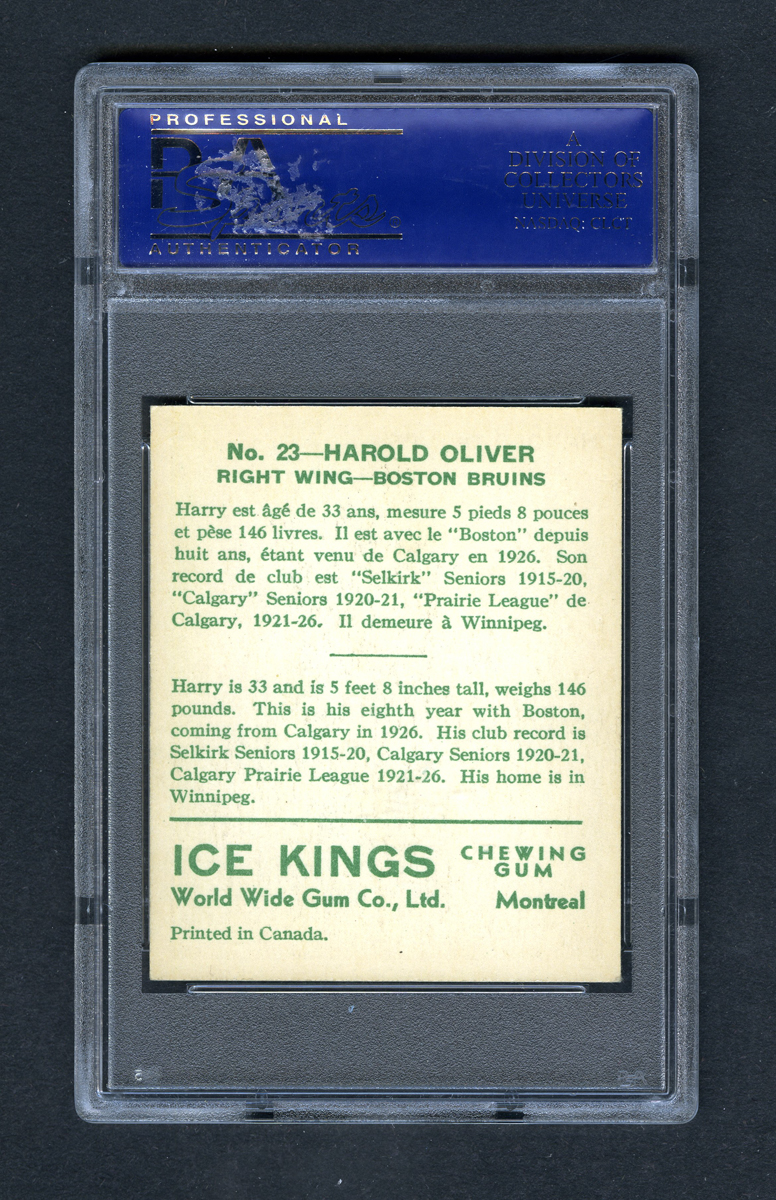 PROFESSIONAL
PSA
AUTHENTICATOR
A
DIVISION OF
COLLECTORS
UNIVERSE
NASDAQ: CLCT
No. 23—HAROLD OLIVER
RIGHT WING—BOSTON BRUINS
Harry est âgé de 33 ans, mesure 5 pieds 8 pouces
et pèse 146 livres. Il est avec le "Boston" depuis
huit ans, étant venu de Calgary en 1926. Son
record de club est "Selkirk" Seniors 1915-20,
"Calgary" Seniors 1920-21, "Prairie League" de
Calgary, 1921-26. Il demeure à Winnipeg.
Harry is 33 and is 5 feet 8 inches tall, weighs 146
pounds. This is his eighth year with Boston,
coming from Calgary in 1926. His club record is
Selkirk Seniors 1915-20, Calgary Seniors 1920-21,
Calgary Prairie League 1921-26. His home is in
Winnipeg.
ICE KINGS CHEWING GUM
World Wide Gum Co., Ltd. Montreal
Printed in Canada.